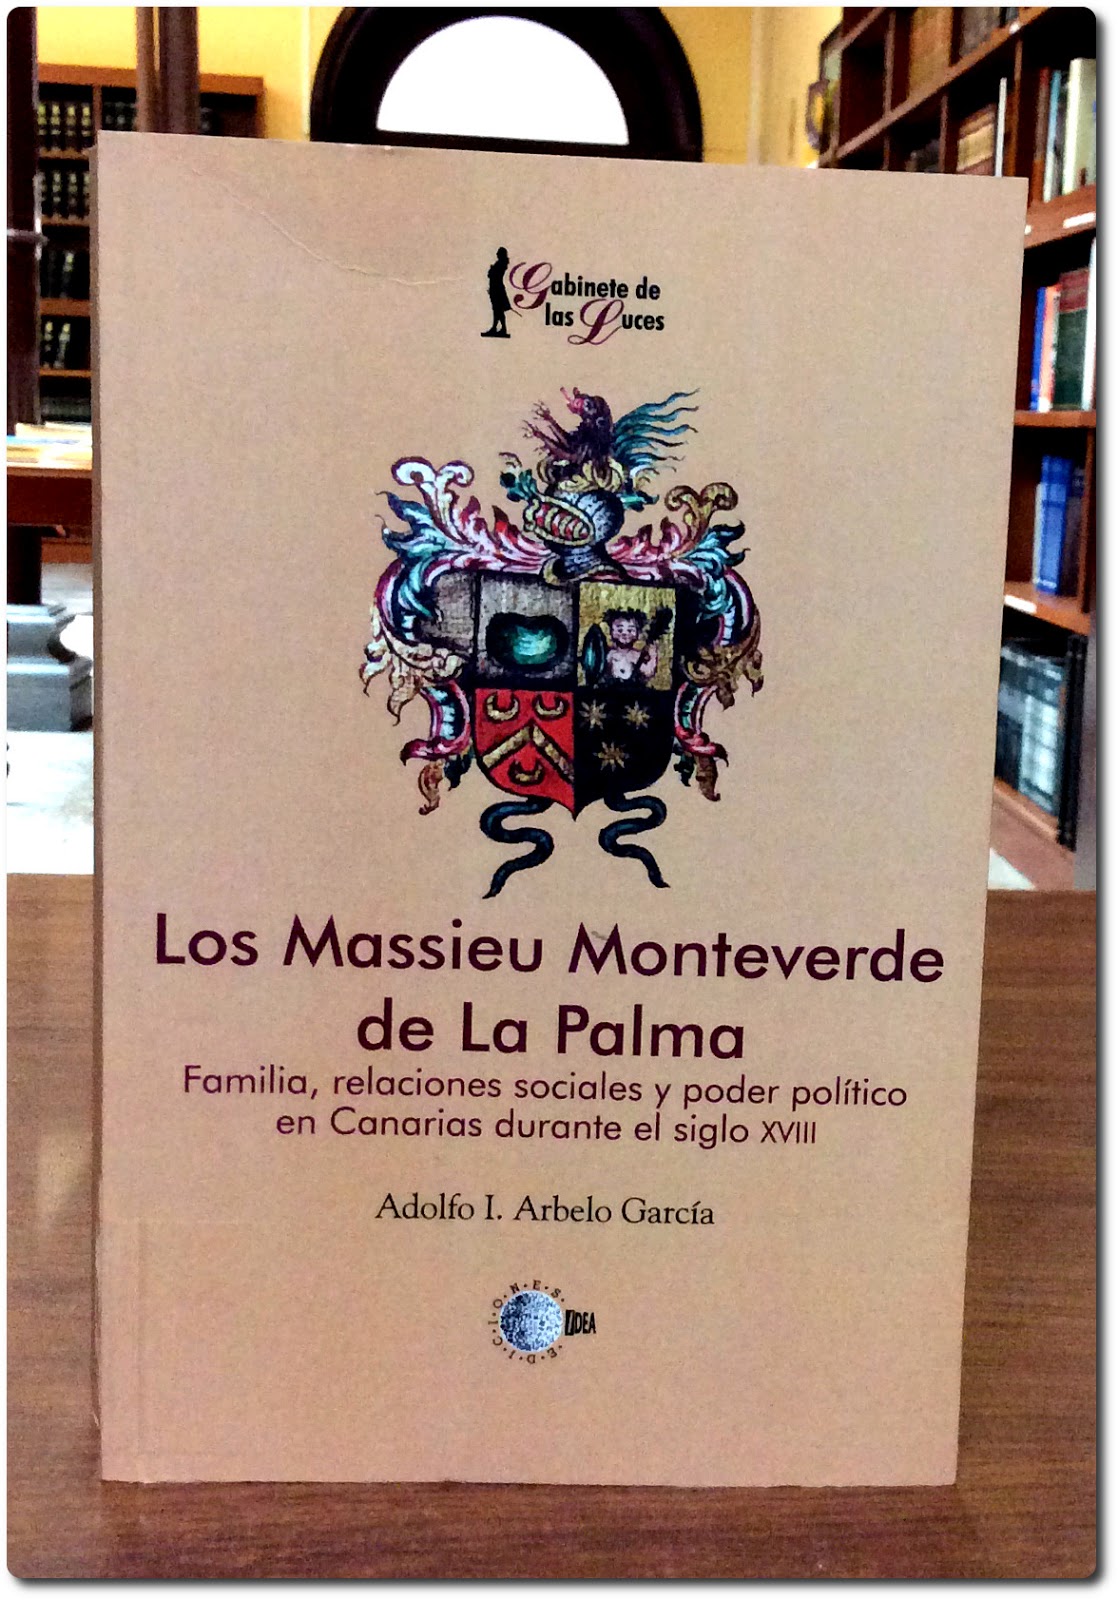 Gabinete de
las Luces
Los Massieu Monteverde
de La Palma
Familia, relaciones sociales y poder político
en Canarias durante el siglo XVIII
Adolfo I. Arbelo García
EDICIONES
IDEA